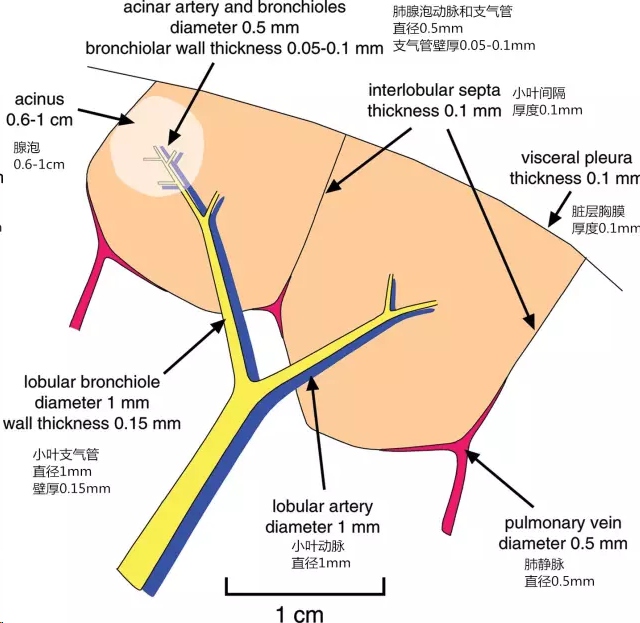 acinar artery and bronchioles
diameter 0.5 mm
bronchiolar wall thickness 0.05-0.1 mm
肺腺泡动脉和支气管
直径0.5mm
支气管壁厚0.05-0.1mm
acinus
0.6-1 cm
腺泡
0.6-1cm
interlobular septa
thickness 0.1 mm
小叶间隔
厚度0.1mm
visceral pleura
thickness 0.1 mm
脏层胸膜
厚度0.1mm
lobular bronchiole
diameter 1 mm
wall thickness 0.15 mm
小叶支气管
直径1mm
壁厚0.15mm
lobular artery
diameter 1 mm
小叶动脉
直径1mm
pulmonary vein
diameter 0.5 mm
肺静脉
直径0.5mm
1 cm